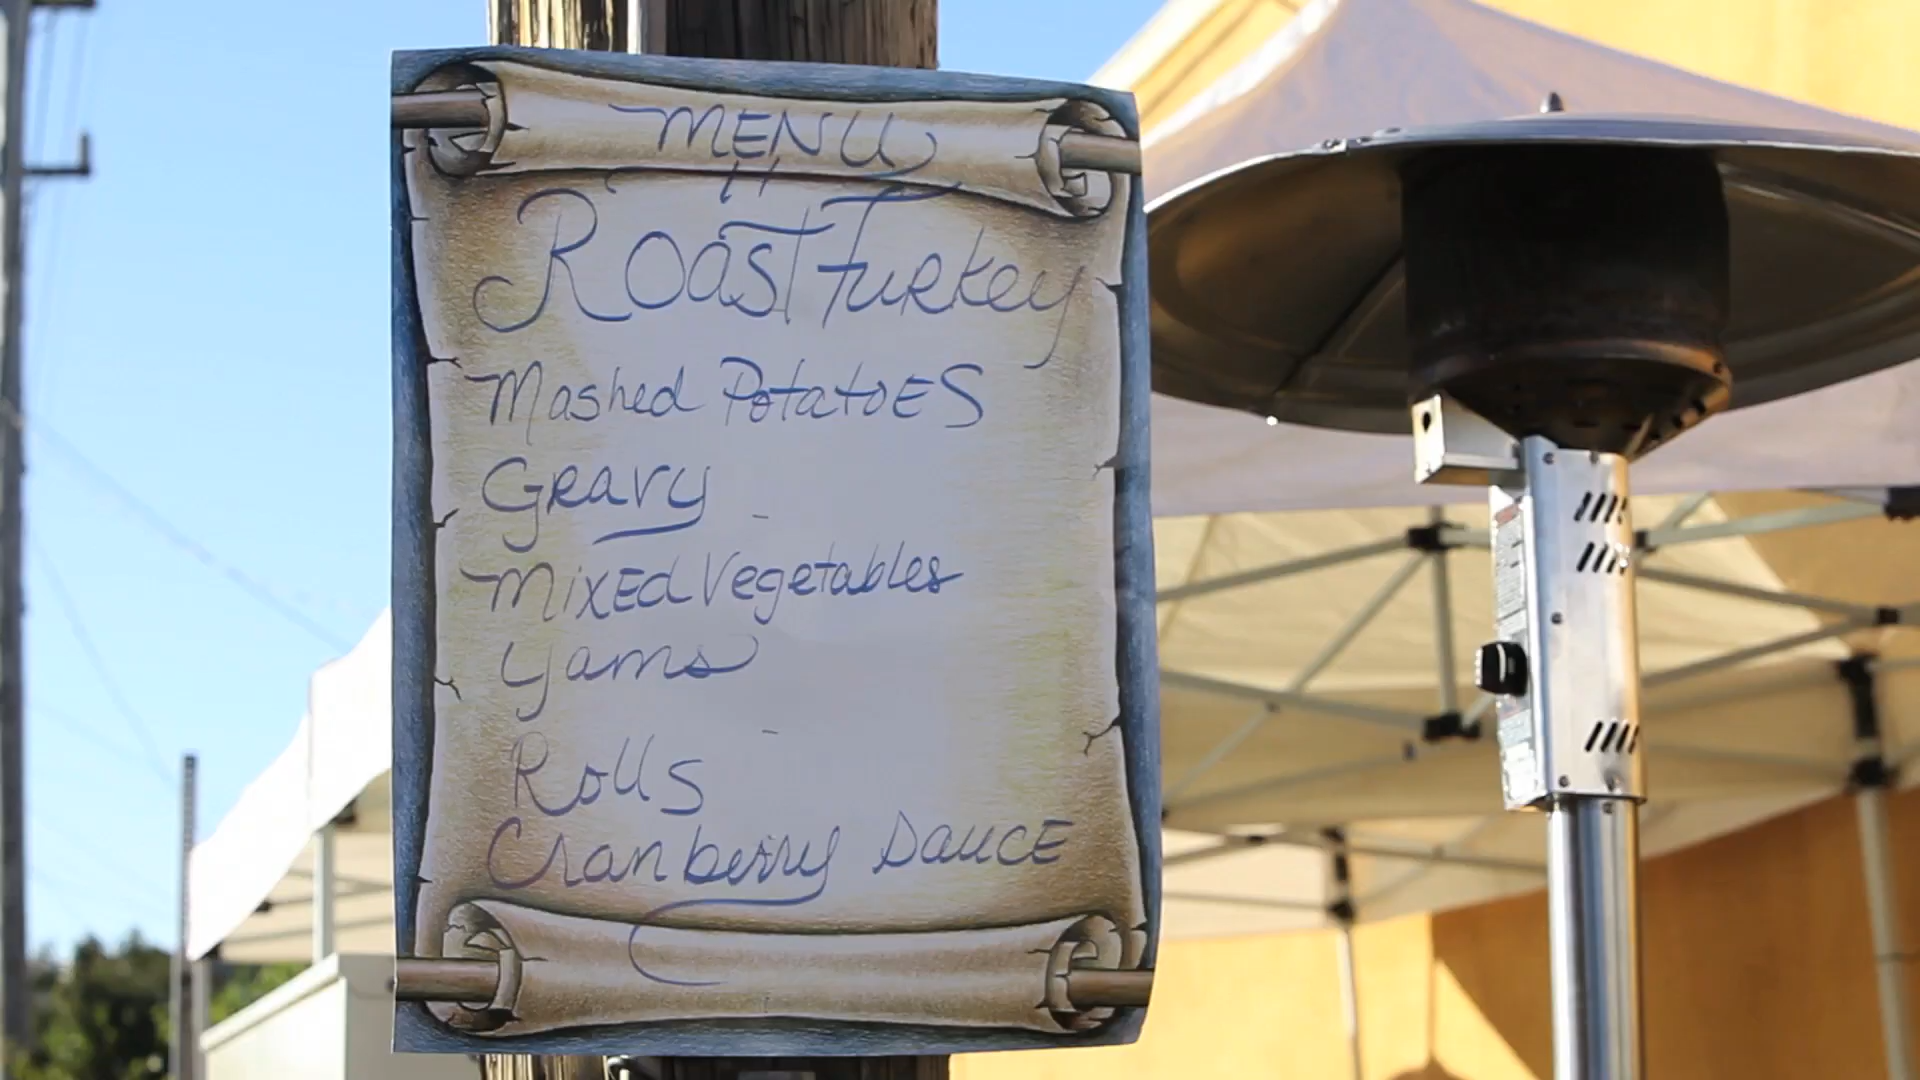 MENU
Roast Turkey
Mashed Potatoes
Gravy
Mixed Vegetables
Yams
Rolls
Cranberry Sauce